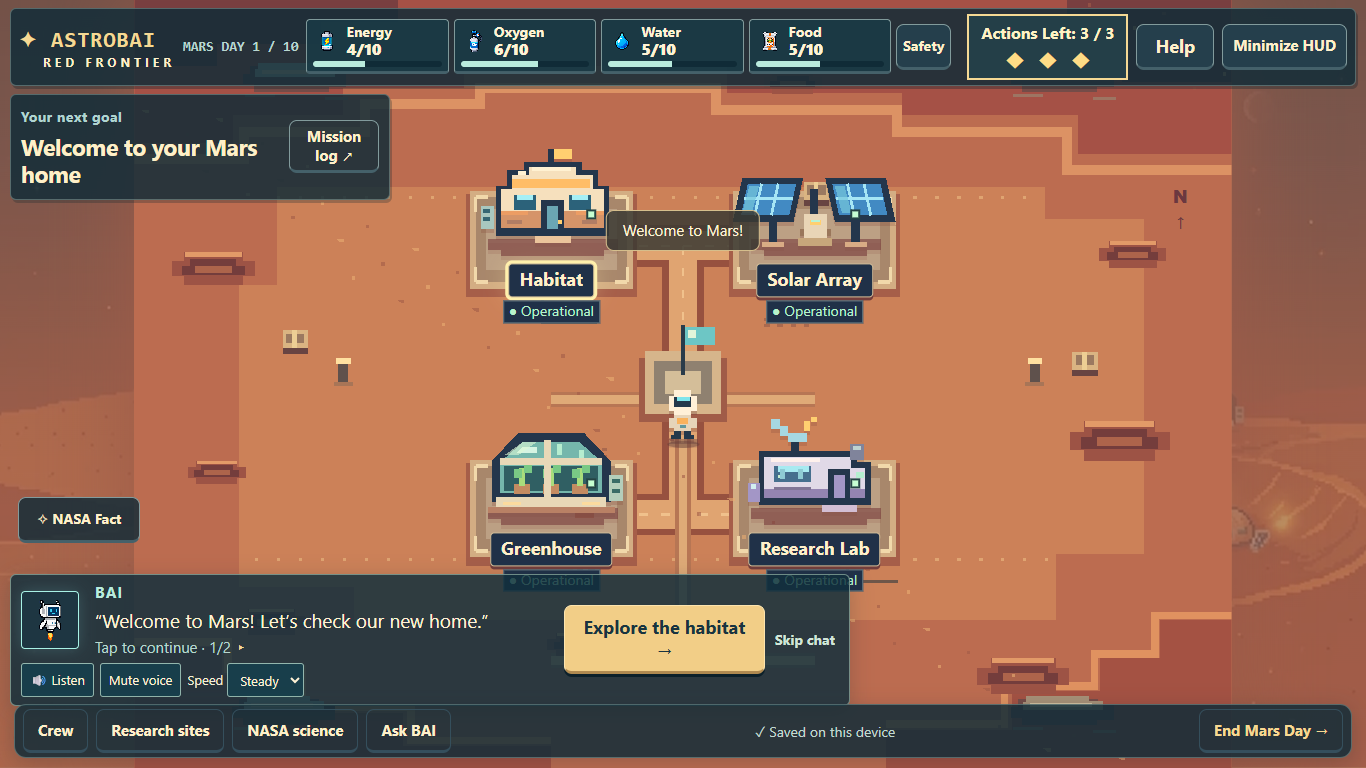 ✦ ASTROBAI
RED FRONTIER
MARS DAY 1 / 10
Energy
4/10
Oxygen
6/10
Water
5/10
Food
5/10
Safety
Actions Left: 3 / 3
Help
Minimize HUD
Your next goal
Welcome to your Mars
home
Mission
log ↗
N
↑
Welcome to Mars!
Habitat
• Operational
Solar Array
• Operational
Greenhouse
• Operational
Research Lab
• Operational
✧ NASA Fact
BAI
“Welcome to Mars! Let’s check our new home.”
Tap to continue · 1/2 ▸
Explore the habitat
→
Skip chat
🔊 Listen
Mute voice
Speed
Steady
Crew
Research sites
NASA science
Ask BAI
✓ Saved on this device
End Mars Day →